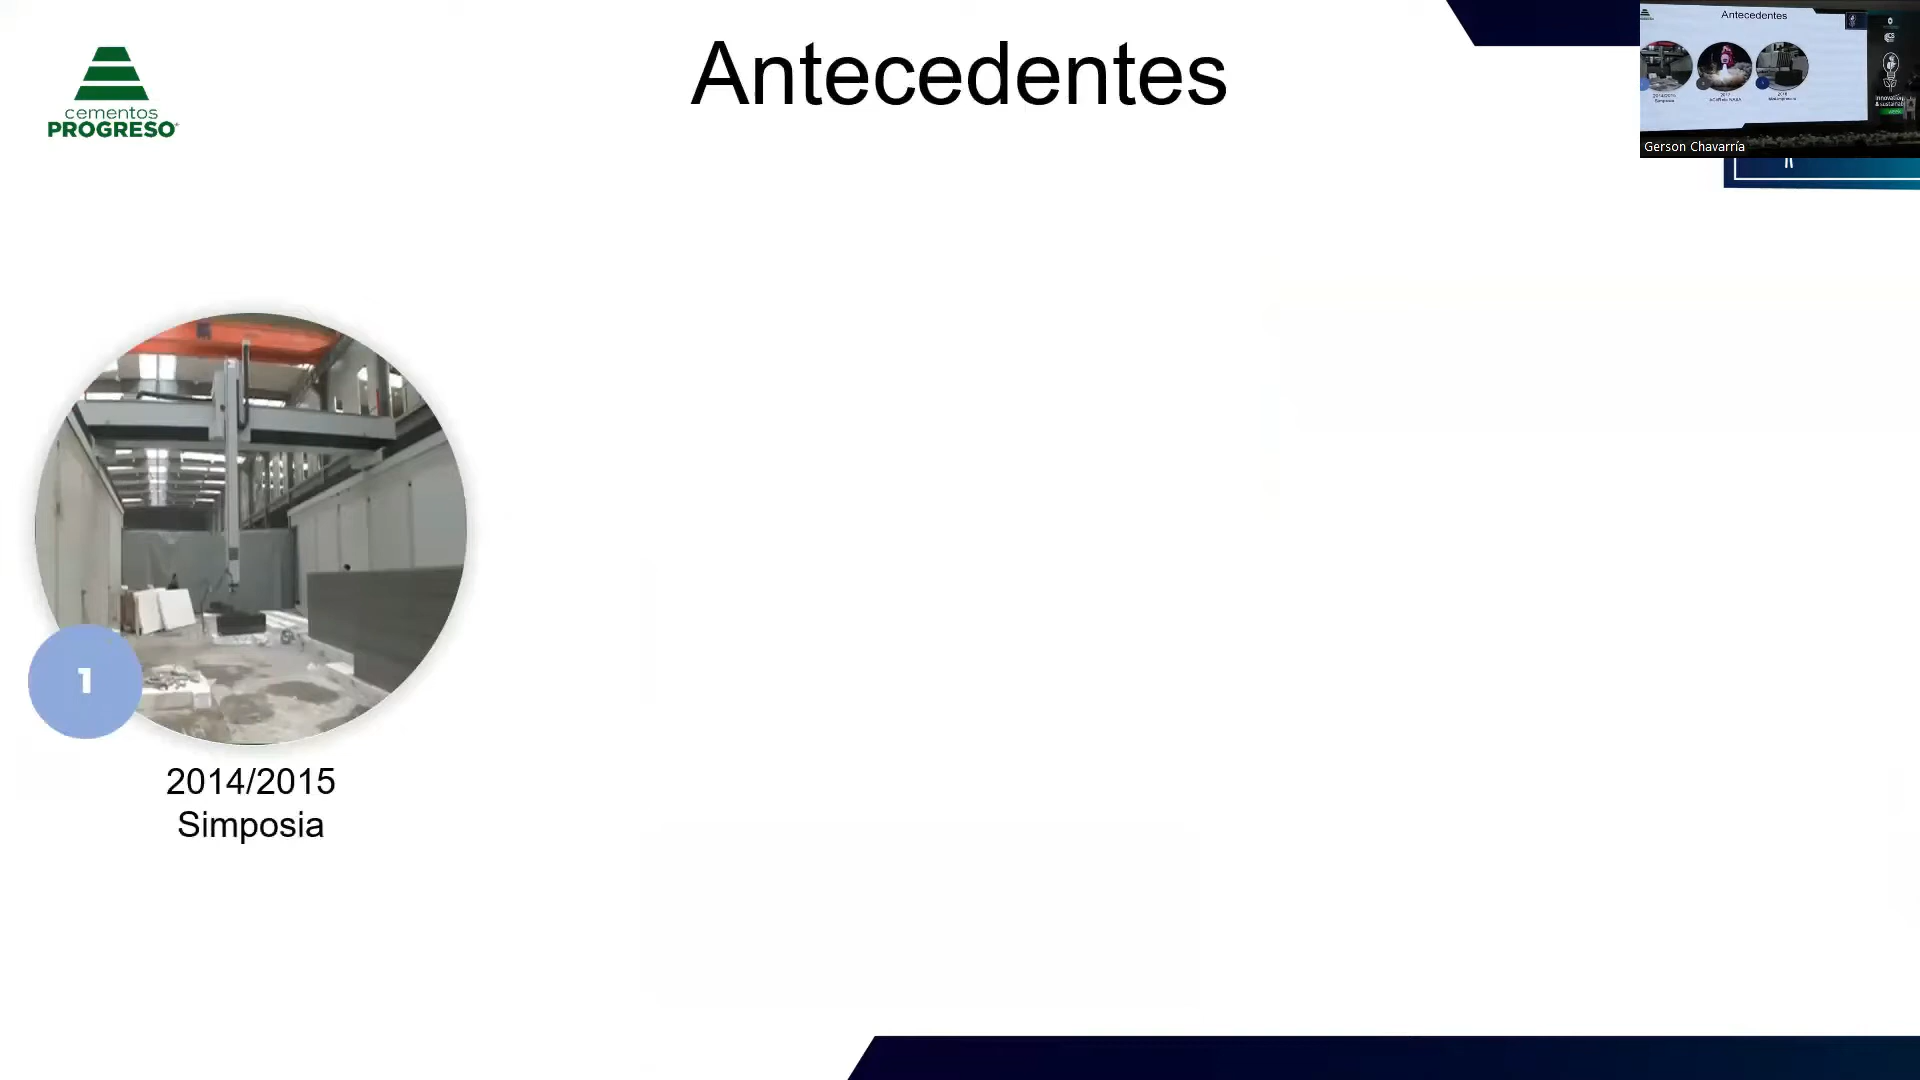 Antecedentes
cementos
PROGRESO
Antecedentes
Gerson Chavarría
1
2014/2015
Simposia